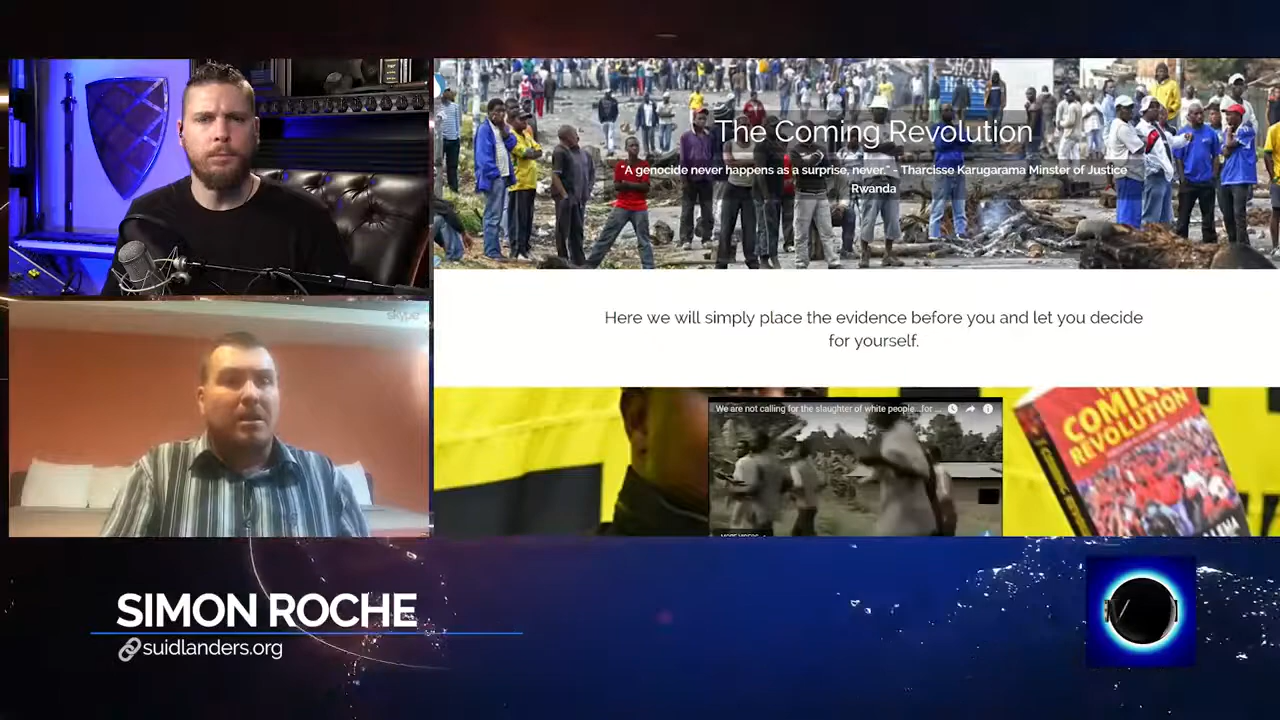 skype
The Coming Revolution
"A genocide never happens as a surprise, never." - Tharcisse Karugarama Minster of Justice
Rwanda
Here we will simply place the evidence before you and let you decide
for yourself.
We are not calling for the slaughter of white people...for ...
COMING
REVOLUTION
SIMON ROCHE
suidlanders.org